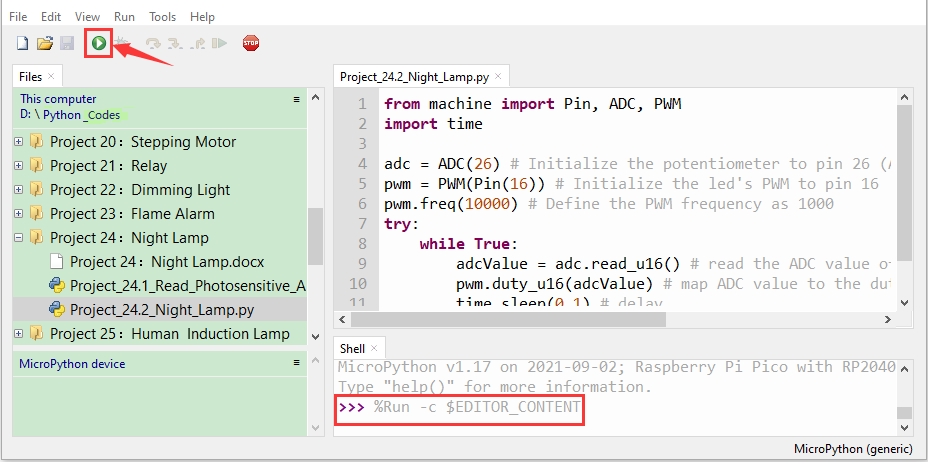 File Edit View Run Tools Help
STOP
Files ×
This computer
D: \ Python _Codes
Project 20：Stepping Motor
Project 21：Relay
Project 22：Dimming Light
Project 23：Flame Alarm
Project 24：Night Lamp
Project 24：Night Lamp.docx
Project_24.1_Read_Photosensitive_A
Project_24.2_Night_Lamp.py
Project 25：Human Induction Lamp
MicroPython device
Project_24.2_Night_Lamp.py ×
1 from machine import Pin, ADC, PWM
2 import time
3
4 adc = ADC(26) # Initialize the potentiometer to pin 26 (A
5 pwm = PWM(Pin(16)) # Initialize the led's PWM to pin 16
6 pwm.freq(10000) # Define the PWM frequency as 1000
7 try:
8 while True:
9 adcValue = adc.read_u16() # read the ADC value of
10 pwm.duty_u16(adcValue) # map ADC value to the dut
11 time.sleep(0.1) # delay
Shell ×
MicroPython v1.17 on 2021-09-02; Raspberry Pi Pico with RP2040
Type "help()" for more information.
>>> %Run -c $EDITOR_CONTENT
MicroPython (generic)